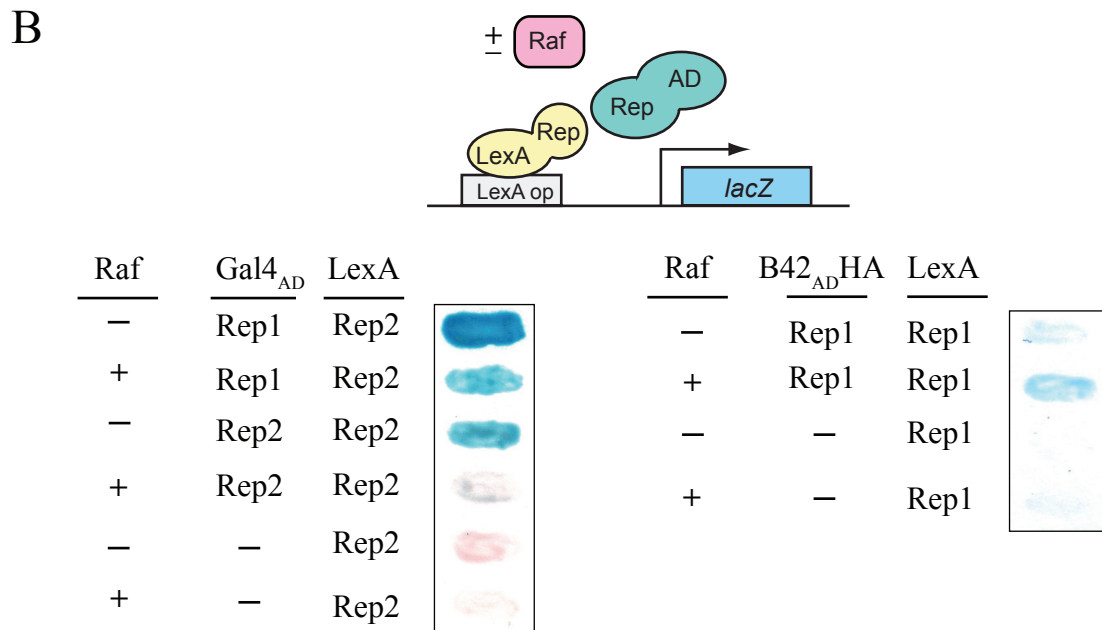 B
+
− Raf
AD
Rep
Rep
LexA
LexA op
lacZ
Raf Gal4AD LexA
− Rep1 Rep2
+ Rep1 Rep2
− Rep2 Rep2
+ Rep2 Rep2
− − Rep2
+ − Rep2
Raf B42ADHA LexA
− Rep1 Rep1
+ Rep1 Rep1
− − Rep1
+ − Rep1